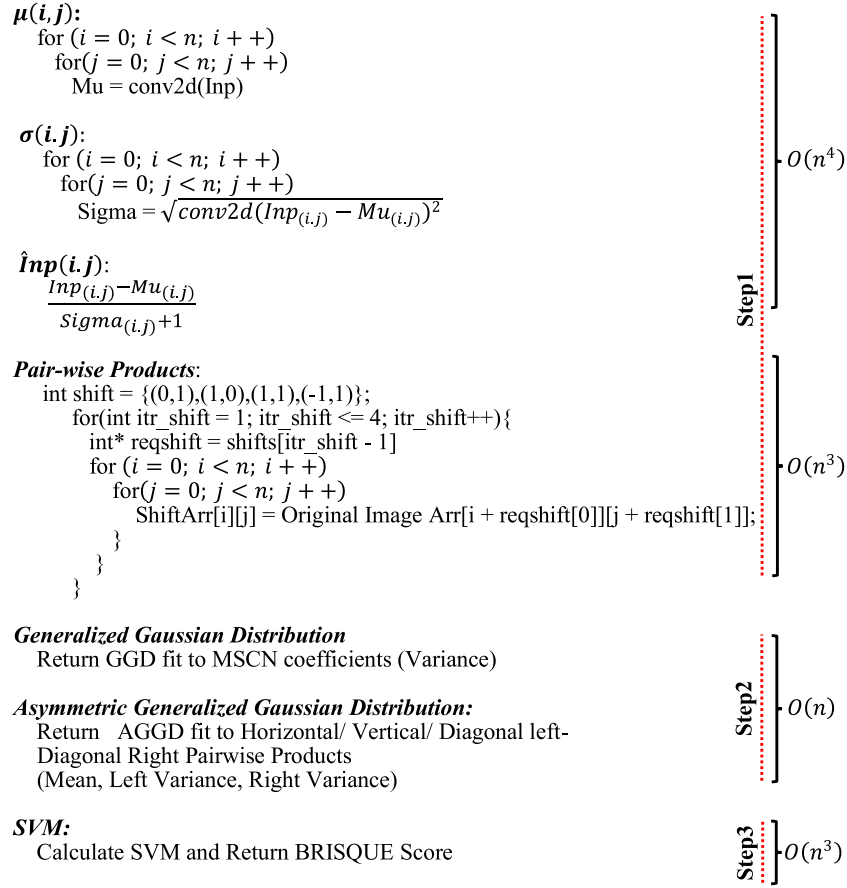 μ(i,j):
for (i = 0; i < n; i + +)
for(j = 0; j < n; j + +)
Mu = conv2d(Inp)
σ(i.j):
for (i = 0; i < n; i + +)
for(j = 0; j < n; j + +)
Sigma = √conv2d(Inp(i.j) − Mu(i.j))²
Înp(i.j):
Inp(i.j)−Mu(i.j)
Sigma(i.j)+1
Step1
O(n⁴)
Pair-wise Products:
int shift = {(0,1),(1,0),(1,1),(-1,1)};
for(int itr_shift = 1; itr_shift <= 4; itr_shift++){
int* reqshift = shifts[itr_shift - 1]
for (i = 0; i < n; i + +)
for(j = 0; j < n; j + +)
ShiftArr[i][j] = Original Image Arr[i + reqshift[0]][j + reqshift[1]];
}
}
}
O(n³)
Generalized Gaussian Distribution
Return GGD fit to MSCN coefficients (Variance)
Asymmetric Generalized Gaussian Distribution:
Return AGGD fit to Horizontal/ Vertical/ Diagonal left-
Diagonal Right Pairwise Products
(Mean, Left Variance, Right Variance)
Step2
O(n)
SVM:
Calculate SVM and Return BRISQUE Score
Step3
O(n³)